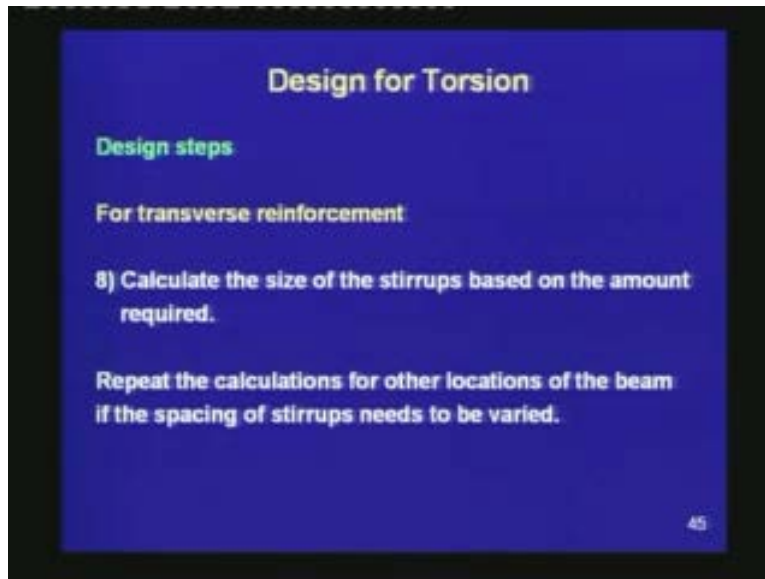 Design for Torsion
Design steps
For transverse reinforcement
8) Calculate the size of the stirrups based on the amount
required.
Repeat the calculations for other locations of the beam
if the spacing of stirrups needs to be varied.
45